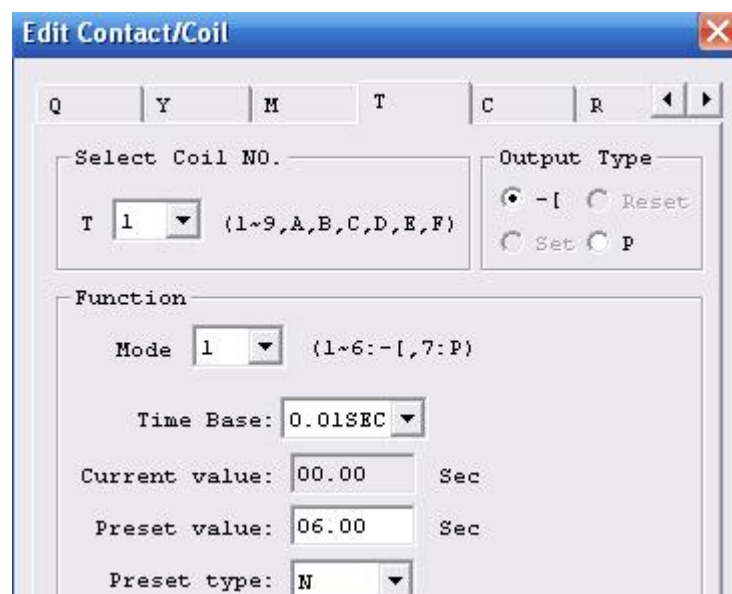 Edit Contact/Coil
Q Y M T C R
Select Coil NO.
T 1 (1~9,A,B,C,D,E,F)
Output Type
-[ Reset
Set P
Function
Mode 1 (1~6:-[,7:P)
Time Base: 0.01SEC
Current value: 00.00 Sec
Preset value: 06.00 Sec
Preset type: N